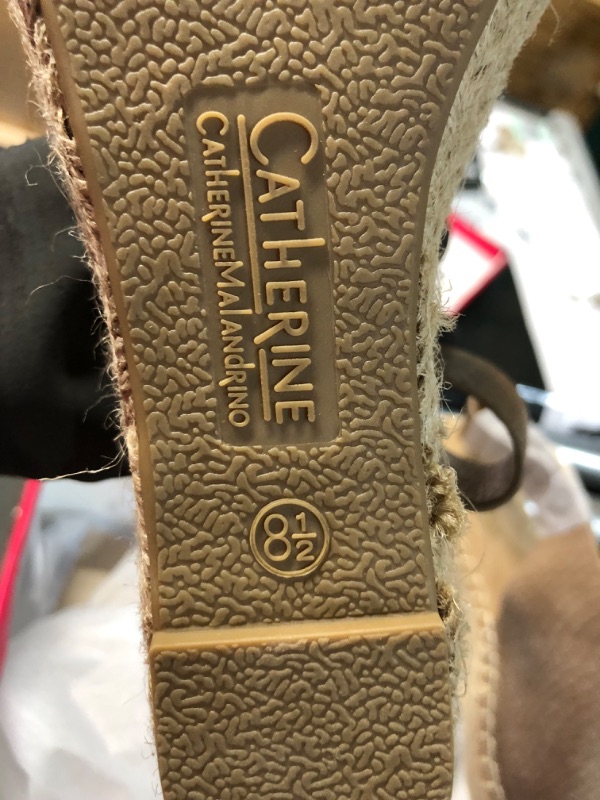 CATHERINE
CATHERINE MALANDRINO
8 1/2